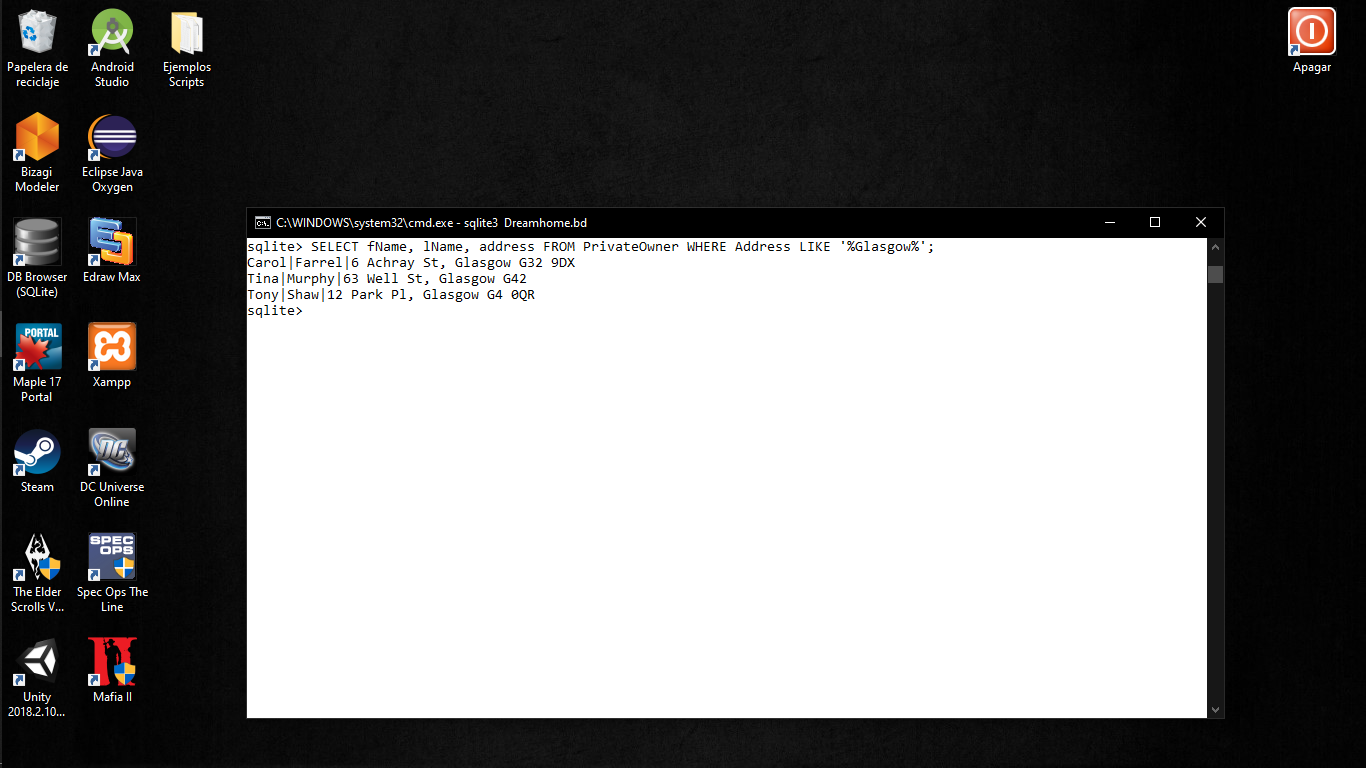 Papelera de
reciclaje
Android
Studio
Ejemplos
Scripts
Apagar
Bizagi
Modeler
Eclipse Java
Oxygen
DB Browser
(SQLite)
Edraw Max
PORTAL
Maple 17
Portal
Xampp
Steam
DC
DC Universe
Online
The Elder
Scrolls V...
SPEC
OPS
Spec Ops The
Line
Unity
2018.2.10...
II
Mafia II
C:\WINDOWS\system32\cmd.exe - sqlite3  Dreamhome.bd
sqlite> SELECT fName, lName, address FROM PrivateOwner WHERE Address LIKE '%Glasgow%';
Carol|Farrel|6 Achray St, Glasgow G32 9DX
Tina|Murphy|63 Well St, Glasgow G42
Tony|Shaw|12 Park Pl, Glasgow G4 0QR
sqlite>